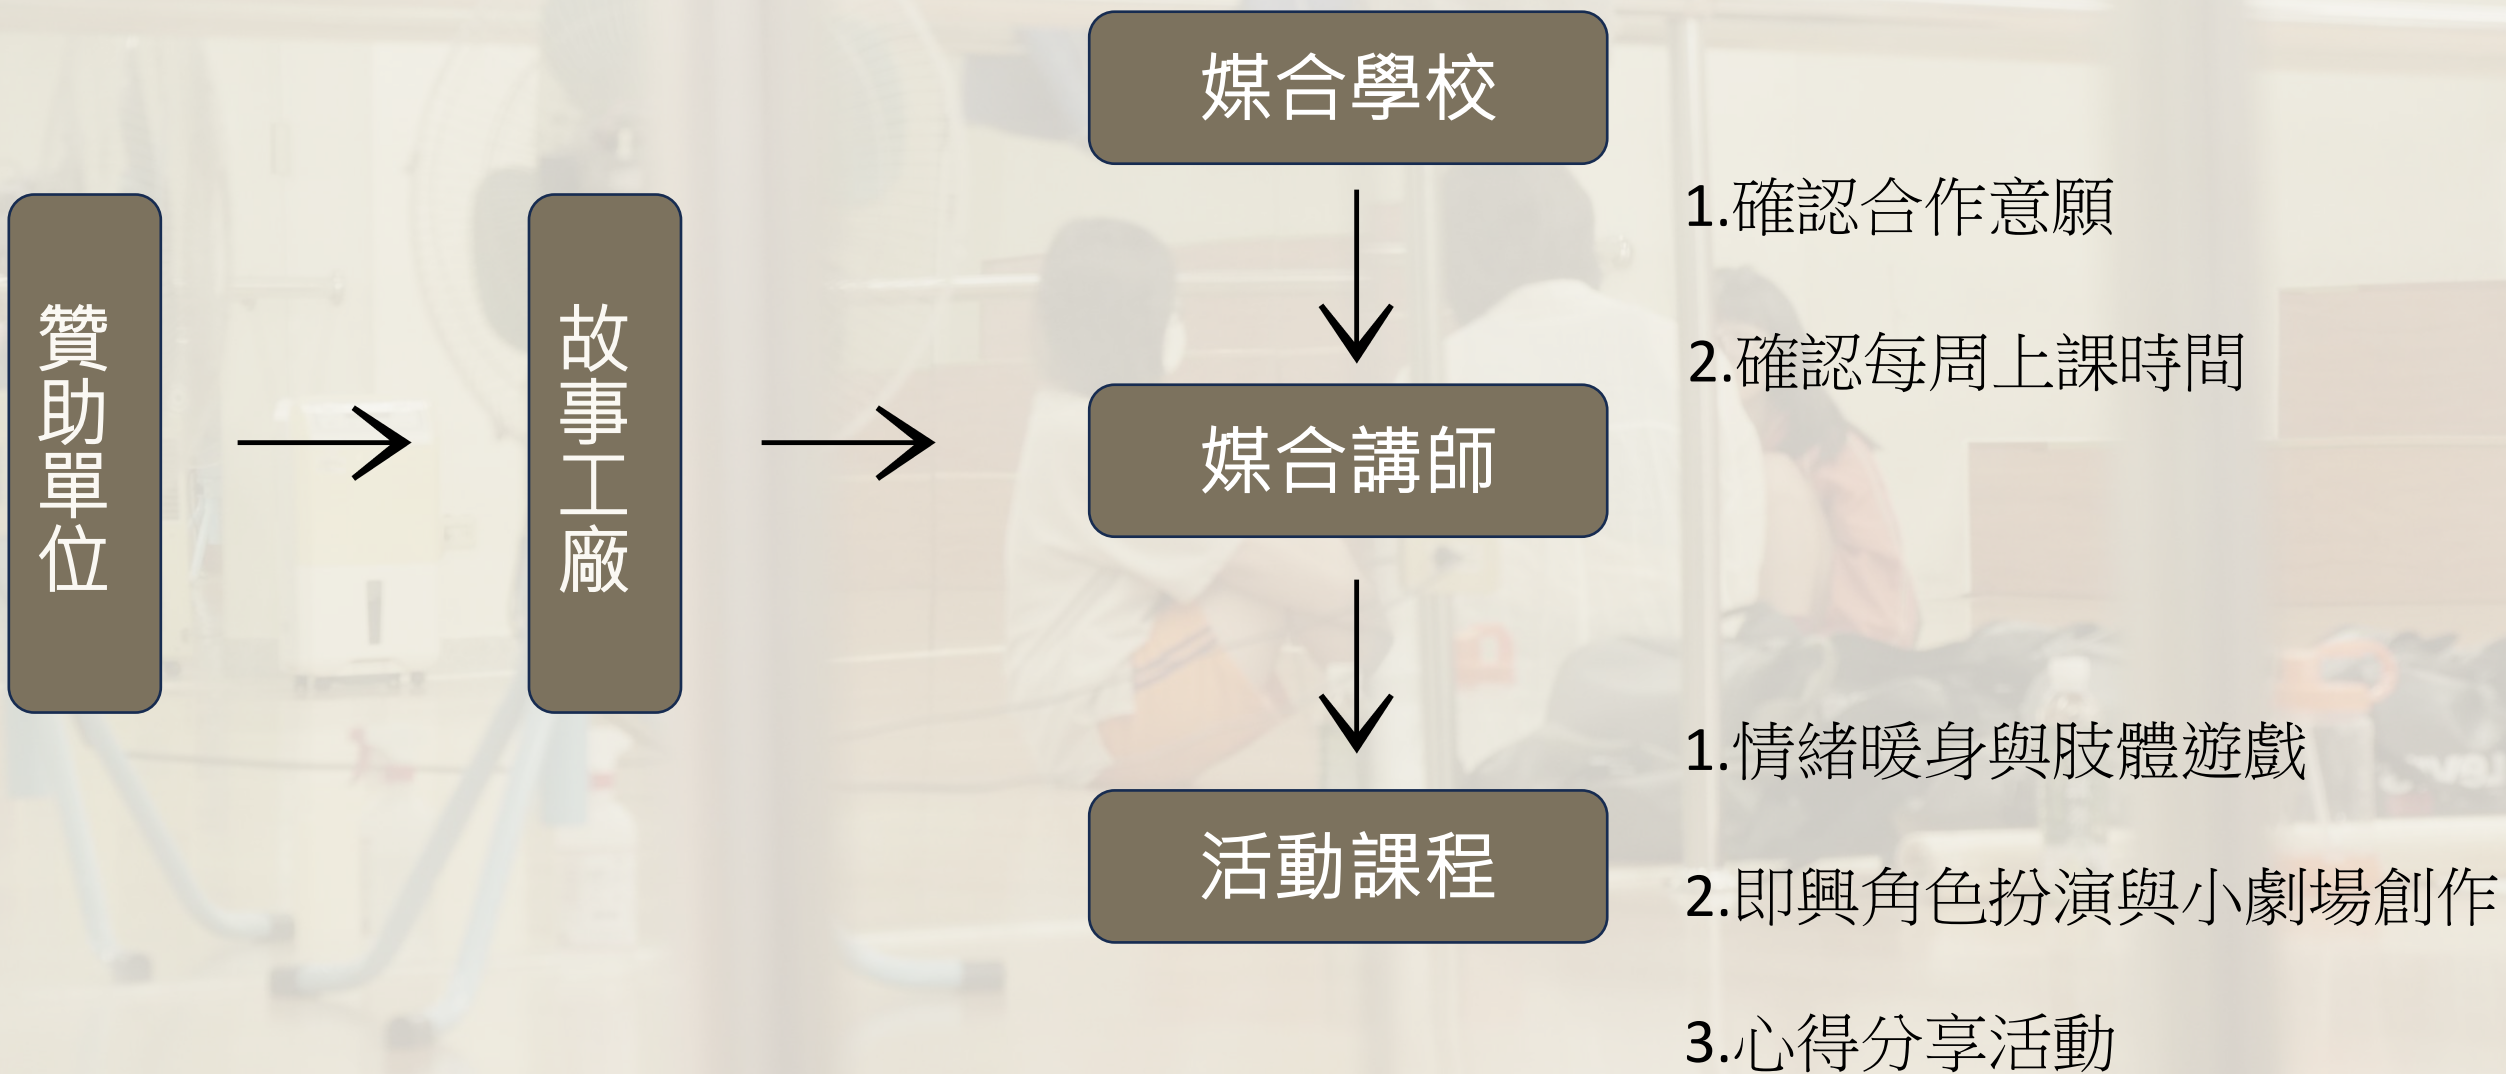 贊助單位
故事工廠
媒合學校
1.確認合作意願
2.確認每周上課時間
媒合講師
活動課程
1.情緒暖身與肢體遊戲
2.即興角色扮演與小劇場創作
3.心得分享活動